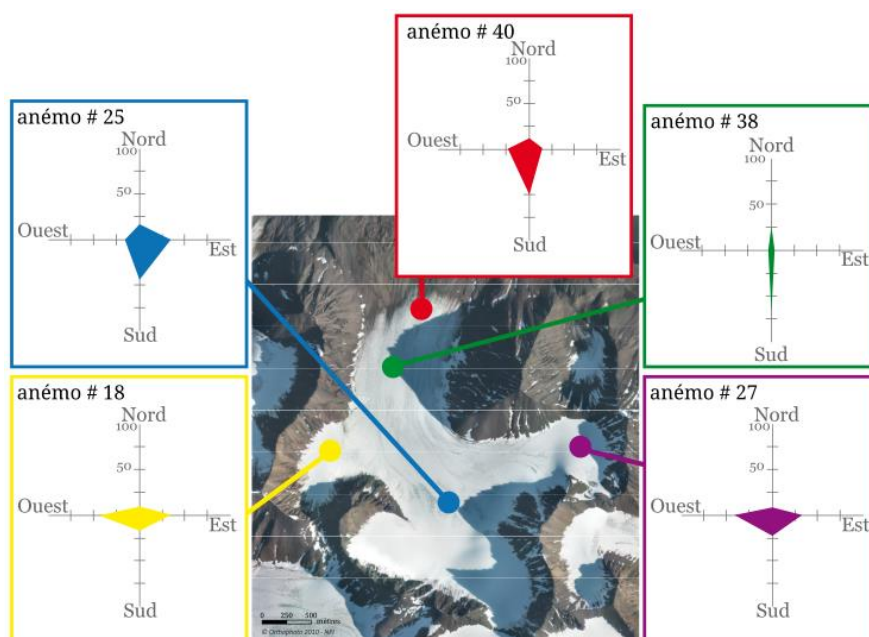 anémo # 40
Nord
100
50
Ouest
Est
Sud
anémo # 25
Nord
100
50
Ouest
Est
Sud
anémo # 38
Nord
100
50
Ouest
Est
Sud
anémo # 18
Nord
100
50
Ouest
Est
Sud
anémo # 27
Nord
100
50
Ouest
Est
Sud
0 250 500
mètres
© Orthophoto 2010 - NPI